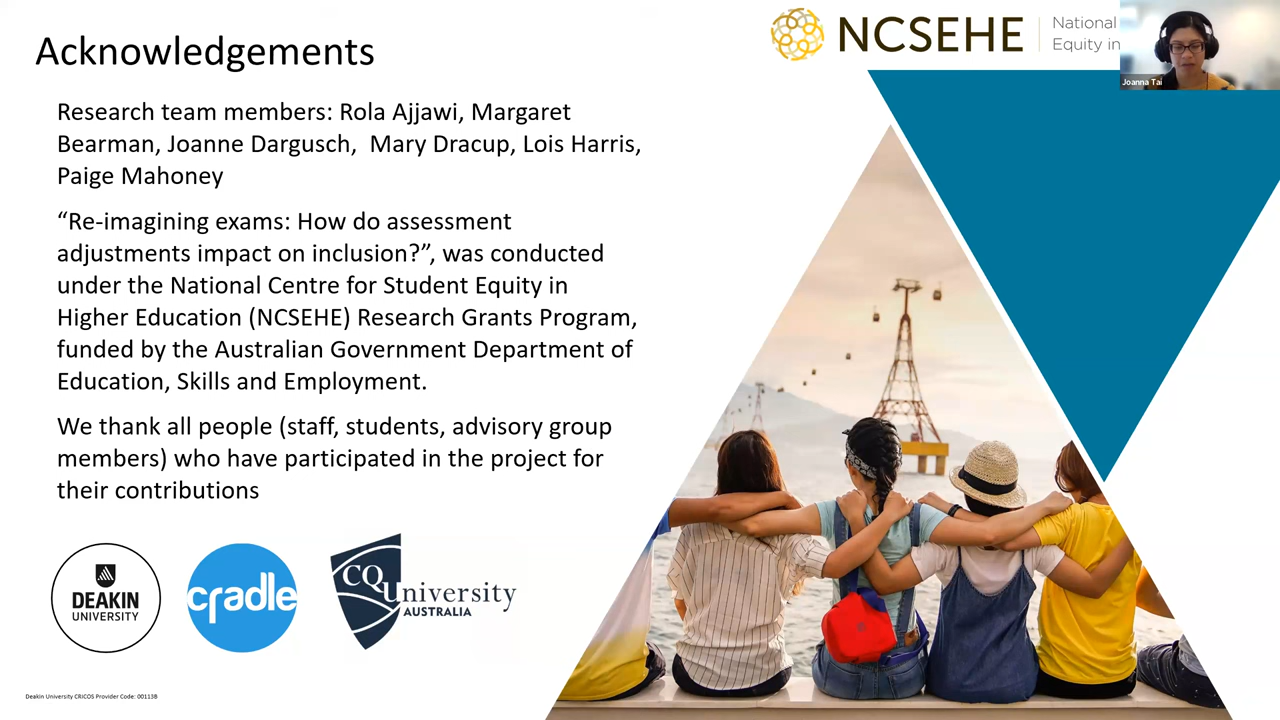 Acknowledgements
NCSEHE
National
Equity in
Joanna Tai
Research team members: Rola Ajjawi, Margaret
Bearman, Joanne Dargusch, Mary Dracup, Lois Harris,
Paige Mahoney
“Re-imagining exams: How do assessment
adjustments impact on inclusion?”, was conducted
under the National Centre for Student Equity in
Higher Education (NCSEHE) Research Grants Program,
funded by the Australian Government Department of
Education, Skills and Employment.
We thank all people (staff, students, advisory group
members) who have participated in the project for
their contributions
DEAKIN
UNIVERSITY
cradle
CQUniversity
AUSTRALIA
Deakin University CRICOS Provider Code: 00113B